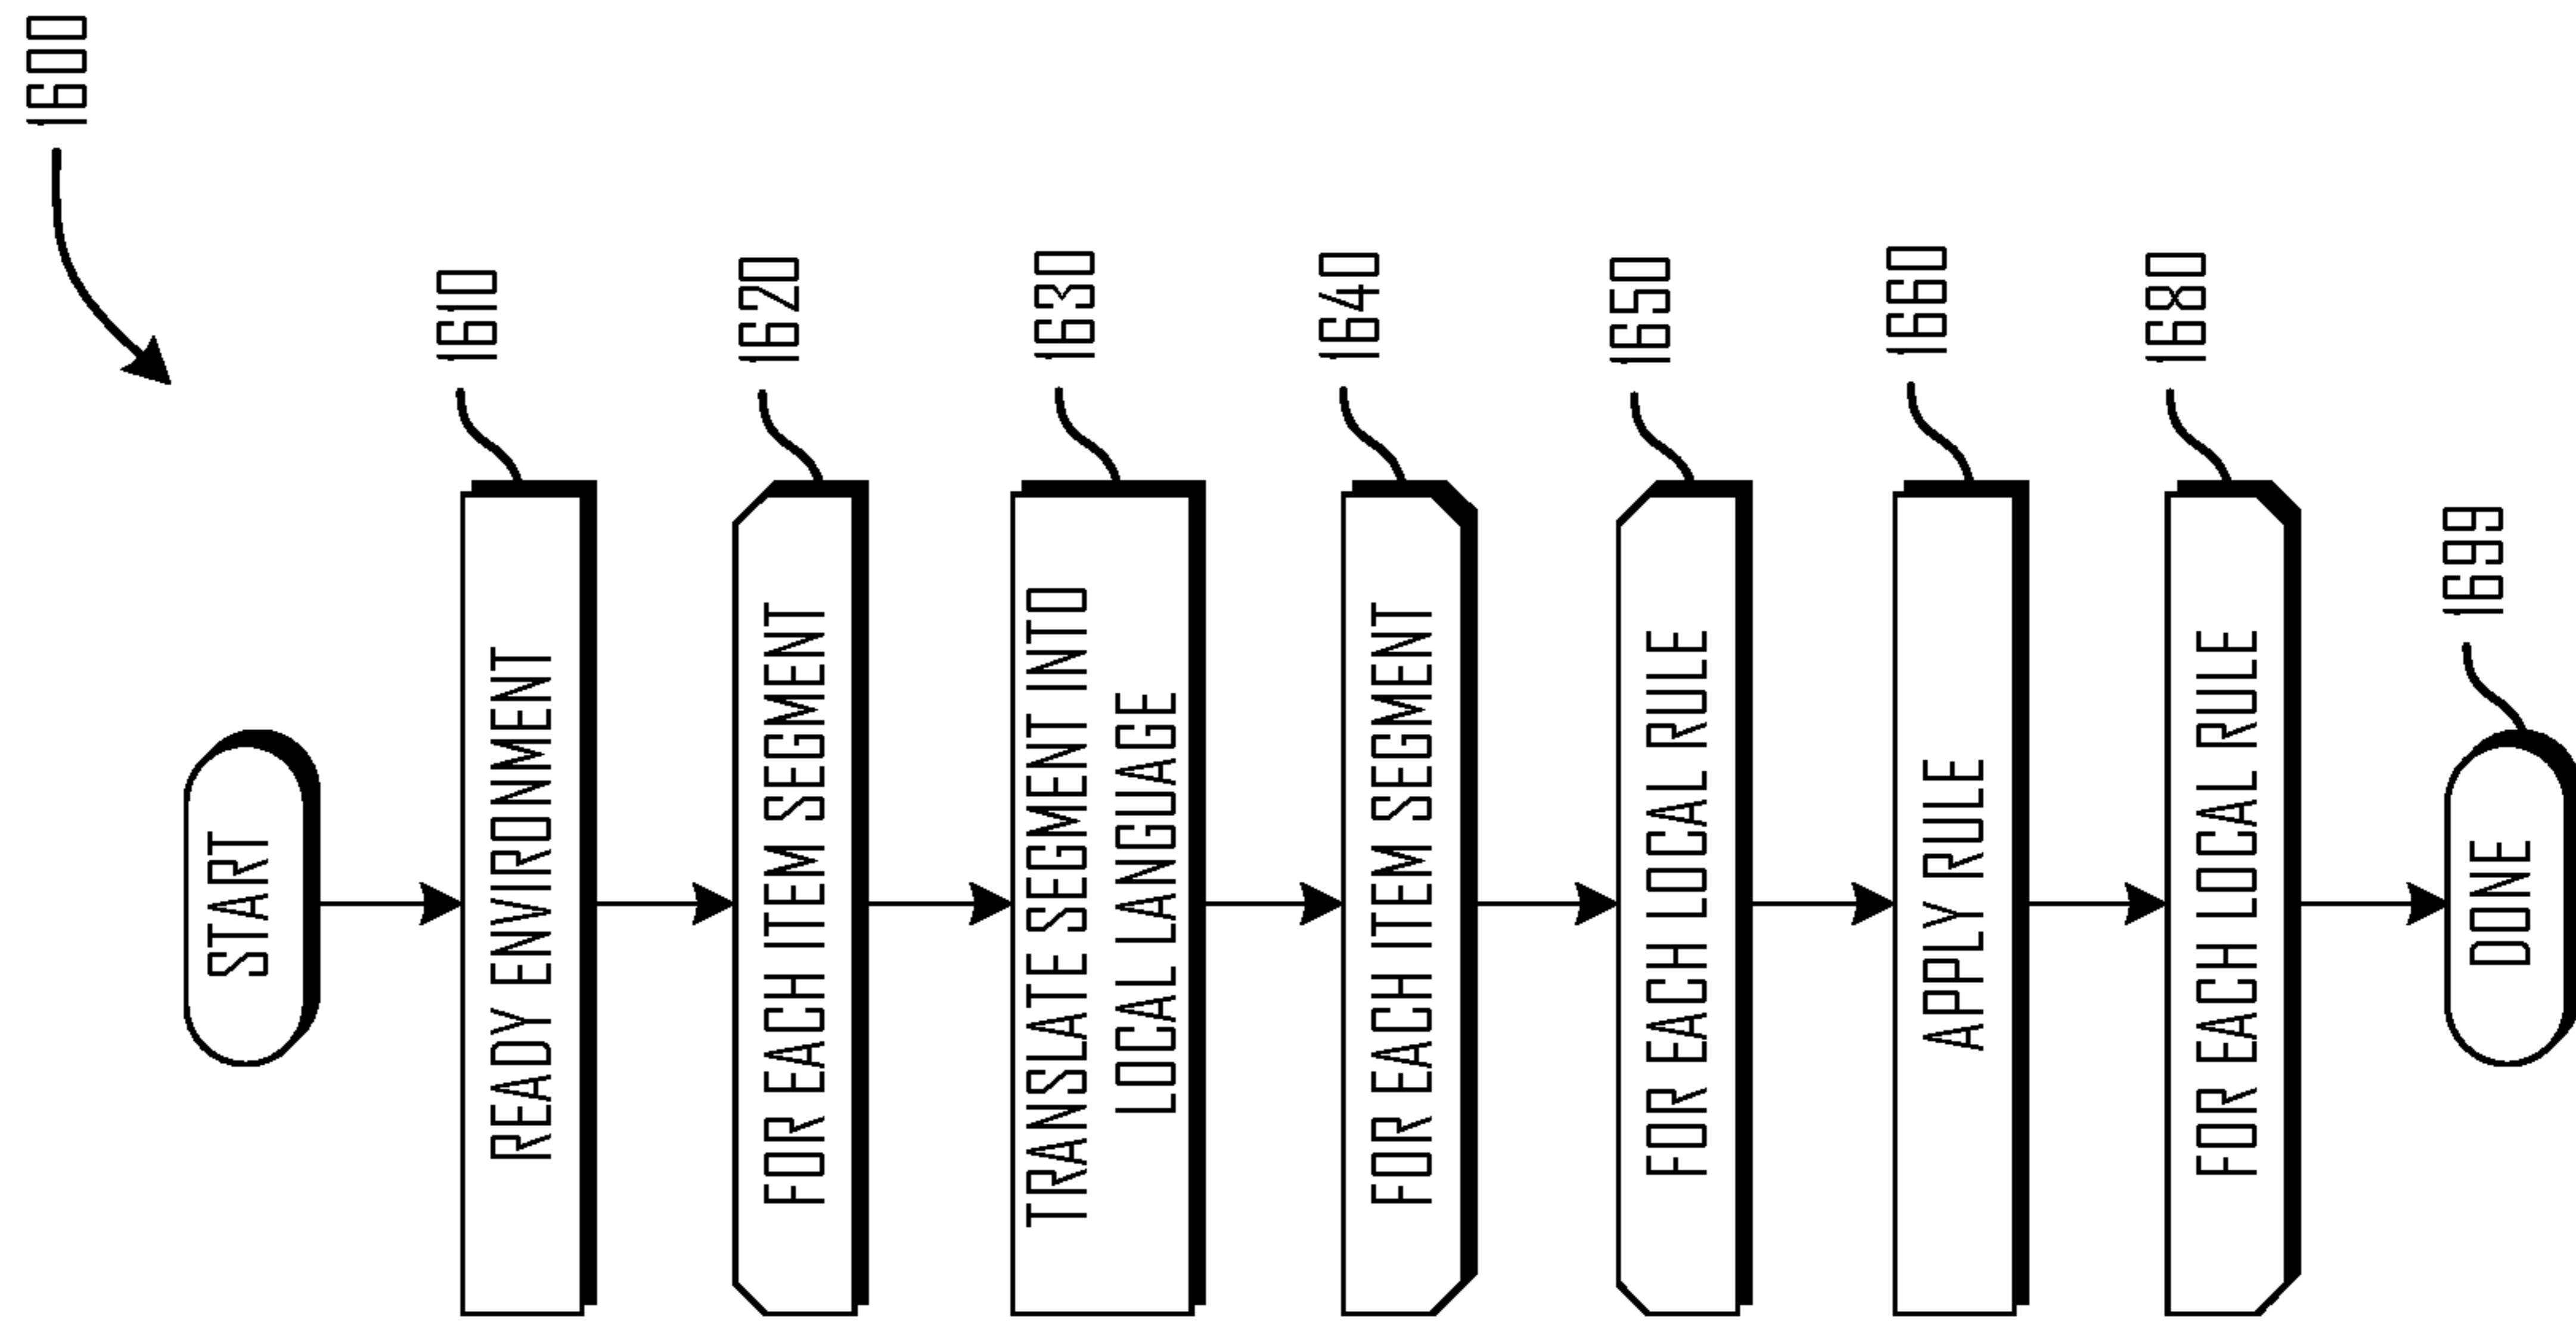 1600
START
1610
READY ENVIRONMENT
1620
FOR EACH ITEM SEGMENT
1630
TRANSLATE SEGMENT INTO
LOCAL LANGUAGE
1640
FOR EACH ITEM SEGMENT
1650
FOR EACH LOCAL RULE
1660
APPLY RULE
1680
FOR EACH LOCAL RULE
1699
DONE